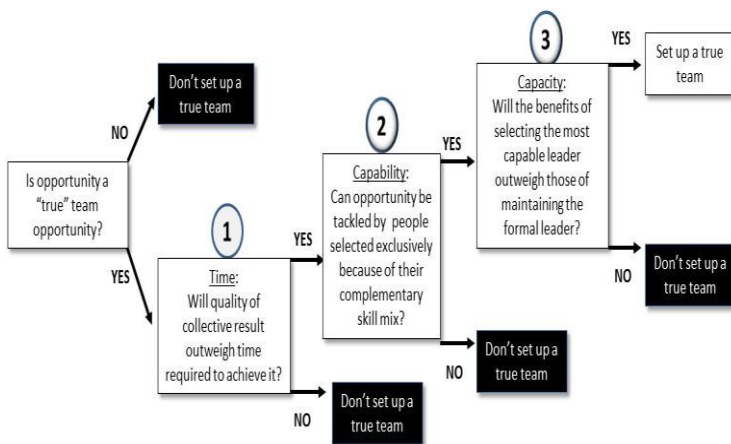 Is opportunity a
“true” team
opportunity?
NO
Don’t set up a
true team
YES
1
Time:
Will quality of
collective result
outweigh time
required to achieve it?
NO
Don’t set up a
true team
YES
2
Capability:
Can opportunity be
tackled by people
selected exclusively
because of their
complementary
skill mix?
NO
Don’t set up a
true team
YES
3
Capacity:
Will the benefits of
selecting the most
capable leader
outweigh those of
maintaining the
formal leader?
YES
Set up a true
team
NO
Don’t set up a
true team